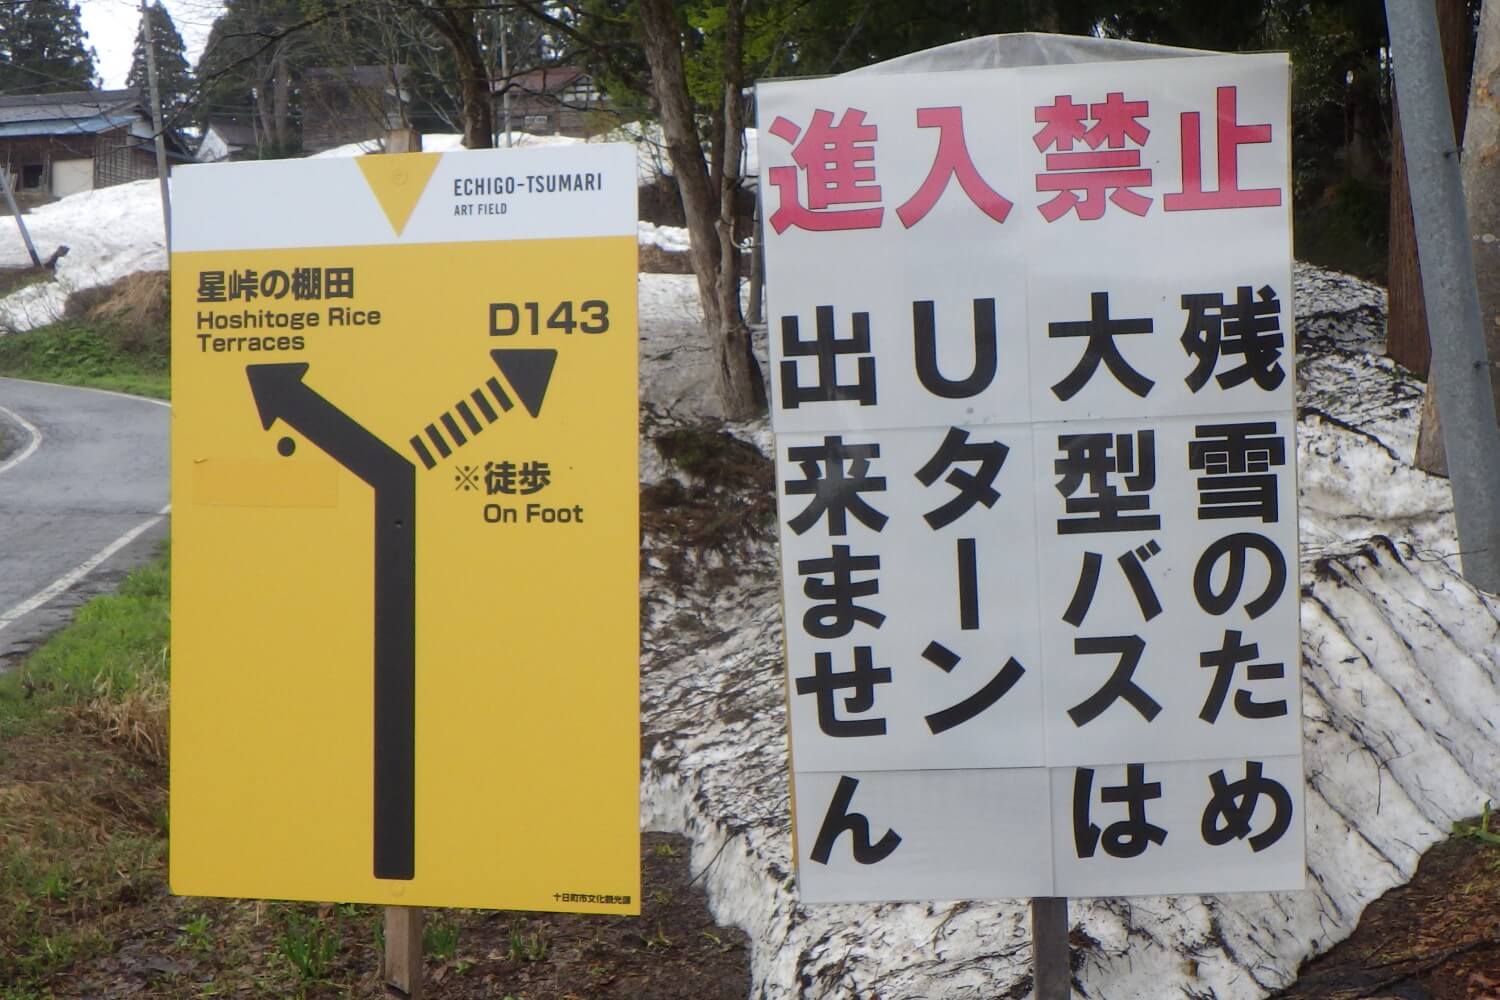 ECHIGO-TSUMARI
ART FIELD
星峠の棚田
Hoshitoge Rice
Terraces
D143
※徒歩
On Foot
十日町市文化観光課
進入禁止
残雪のため
大型バスは
Uターン
出来ません